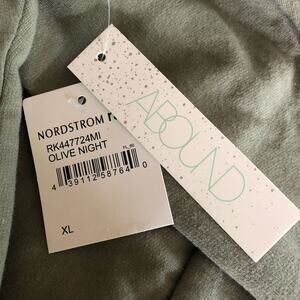 NORDSTROM
RK447724MI
OLIVE NIGHT
4 39112 58764 0
XL
ABOUND